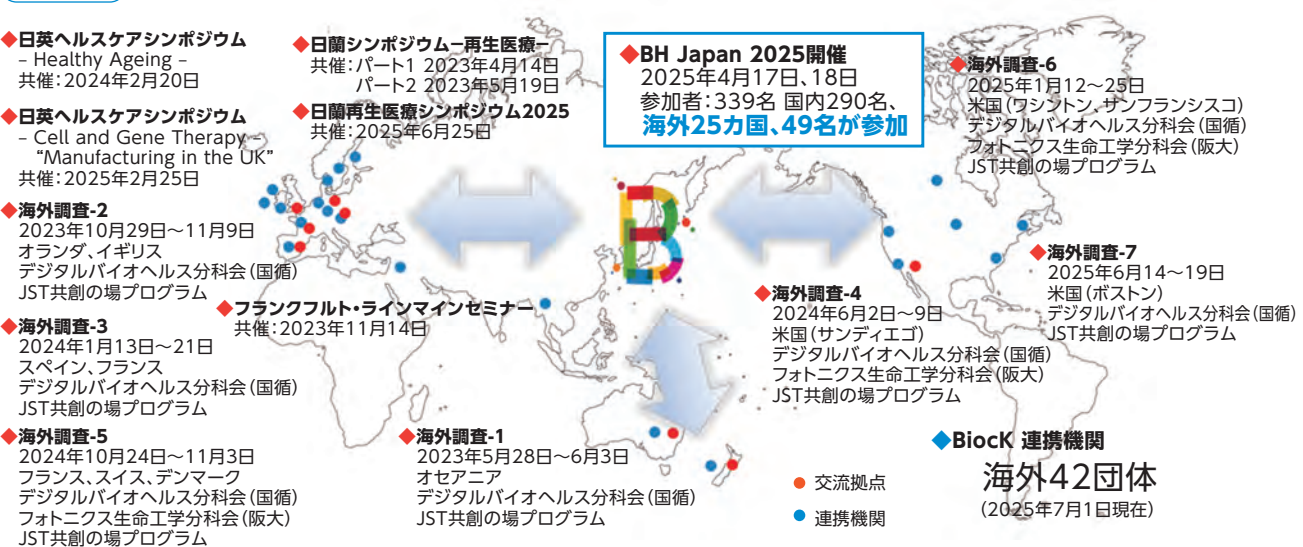 ◆日英ヘルスケアシンポジウム
– Healthy Ageing –
共催：2024年2月20日
◆日英ヘルスケアシンポジウム
– Cell and Gene Therapy
“Manufacturing in the UK”
共催：2025年2月25日
◆海外調査-2
2023年10月29日～11月9日
オランダ、イギリス
デジタルバイオヘルス分科会（国循）
JST共創の場プログラム
◆海外調査-3
2024年1月13日～21日
スペイン、フランス
デジタルバイオヘルス分科会（国循）
JST共創の場プログラム
◆海外調査-5
2024年10月24日～11月3日
フランス、スイス、デンマーク
デジタルバイオヘルス分科会（国循）
フォトニクス生命工学分科会（阪大）
JST共創の場プログラム
◆日蘭シンポジウム−再生医療−
共催：パート1 2023年4月14日
パート2 2023年5月19日
◆日蘭再生医療シンポジウム2025
共催：2025年6月25日
◆フランクフルト・ラインマインセミナー
共催：2023年11月14日
◆海外調査-1
2023年5月28日～6月3日
オセアニア
デジタルバイオヘルス分科会（国循）
JST共創の場プログラム
◆BH Japan 2025開催
2025年4月17日、18日
参加者：339名 国内290名、
海外25カ国、49名が参加
B
◆海外調査-6
2025年1月12～25日
米国（ワシントン、サンフランシスコ）
デジタルバイオヘルス分科会（国循）
フォトニクス生命工学分科会（阪大）
JST共創の場プログラム
◆海外調査-7
2025年6月14～19日
米国（ボストン）
デジタルバイオヘルス分科会（国循）
JST共創の場プログラム
◆海外調査-4
2024年6月2日～9日
米国（サンディエゴ）
デジタルバイオヘルス分科会（国循）
フォトニクス生命工学分科会（阪大）
JST共創の場プログラム
● 交流拠点
● 連携機関
◆BiocK 連携機関
海外42団体
（2025年7月1日現在）